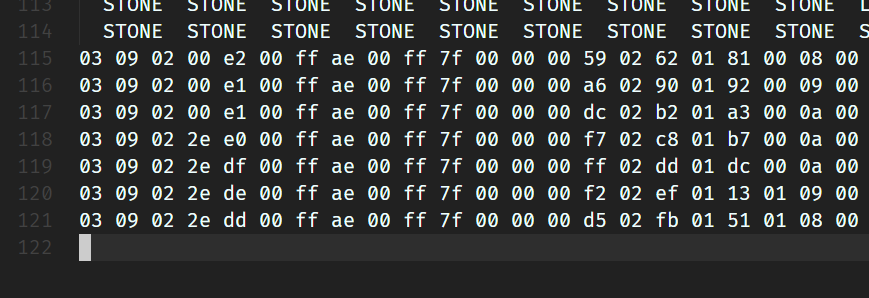 113 STONE STONE STONE STONE STONE STONE STONE STONE STONE
114 STONE STONE STONE STONE STONE STONE STONE STONE STONE S
115 03 09 02 00 e2 00 ff ae 00 ff 7f 00 00 00 59 02 62 01 81 00 08 00
116 03 09 02 00 e1 00 ff ae 00 ff 7f 00 00 00 a6 02 90 01 92 00 09 00
117 03 09 02 00 e1 00 ff ae 00 ff 7f 00 00 00 dc 02 b2 01 a3 00 0a 00
118 03 09 02 2e e0 00 ff ae 00 ff 7f 00 00 00 f7 02 c8 01 b7 00 0a 00
119 03 09 02 2e df 00 ff ae 00 ff 7f 00 00 00 ff 02 dd 01 dc 00 0a 00
120 03 09 02 2e de 00 ff ae 00 ff 7f 00 00 00 f2 02 ef 01 13 01 09 00
121 03 09 02 2e dd 00 ff ae 00 ff 7f 00 00 00 d5 02 fb 01 51 01 08 00
122